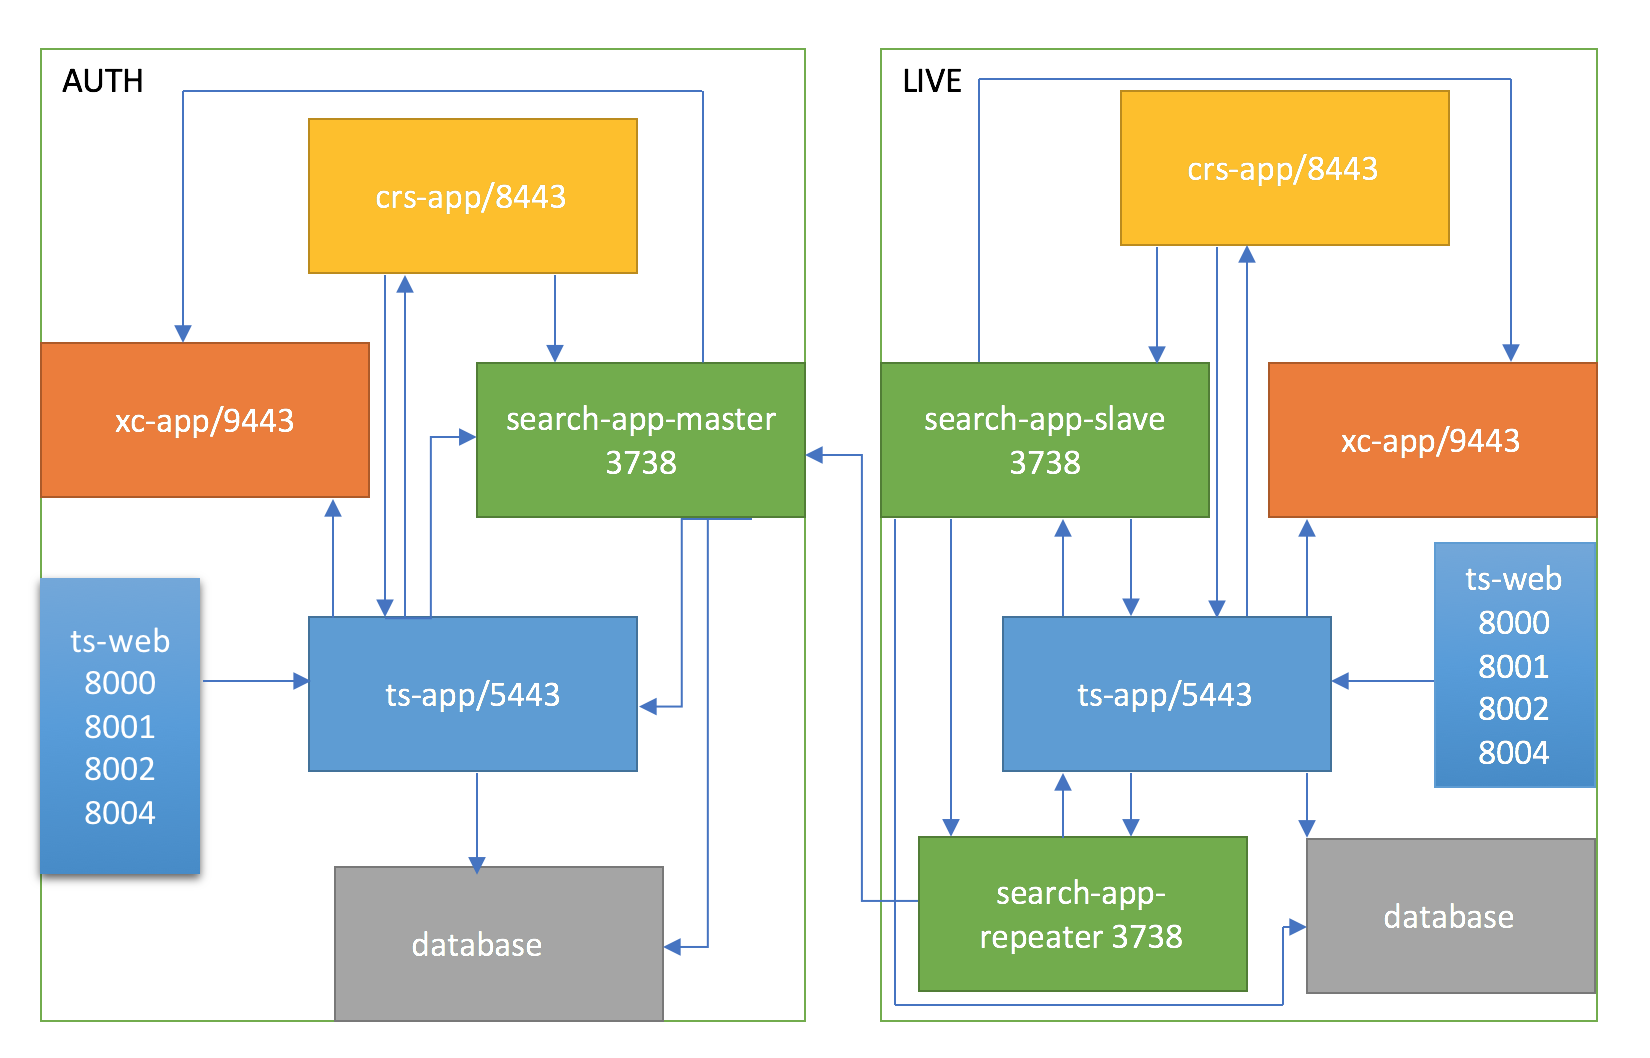 AUTH
crs-app/8443
xc-app/9443
search-app-master
3738
ts-web
8000
8001
8002
8004
ts-app/5443
database
LIVE
crs-app/8443
search-app-slave
3738
xc-app/9443
ts-web
8000
8001
8002
8004
ts-app/5443
search-app-
repeater 3738
database